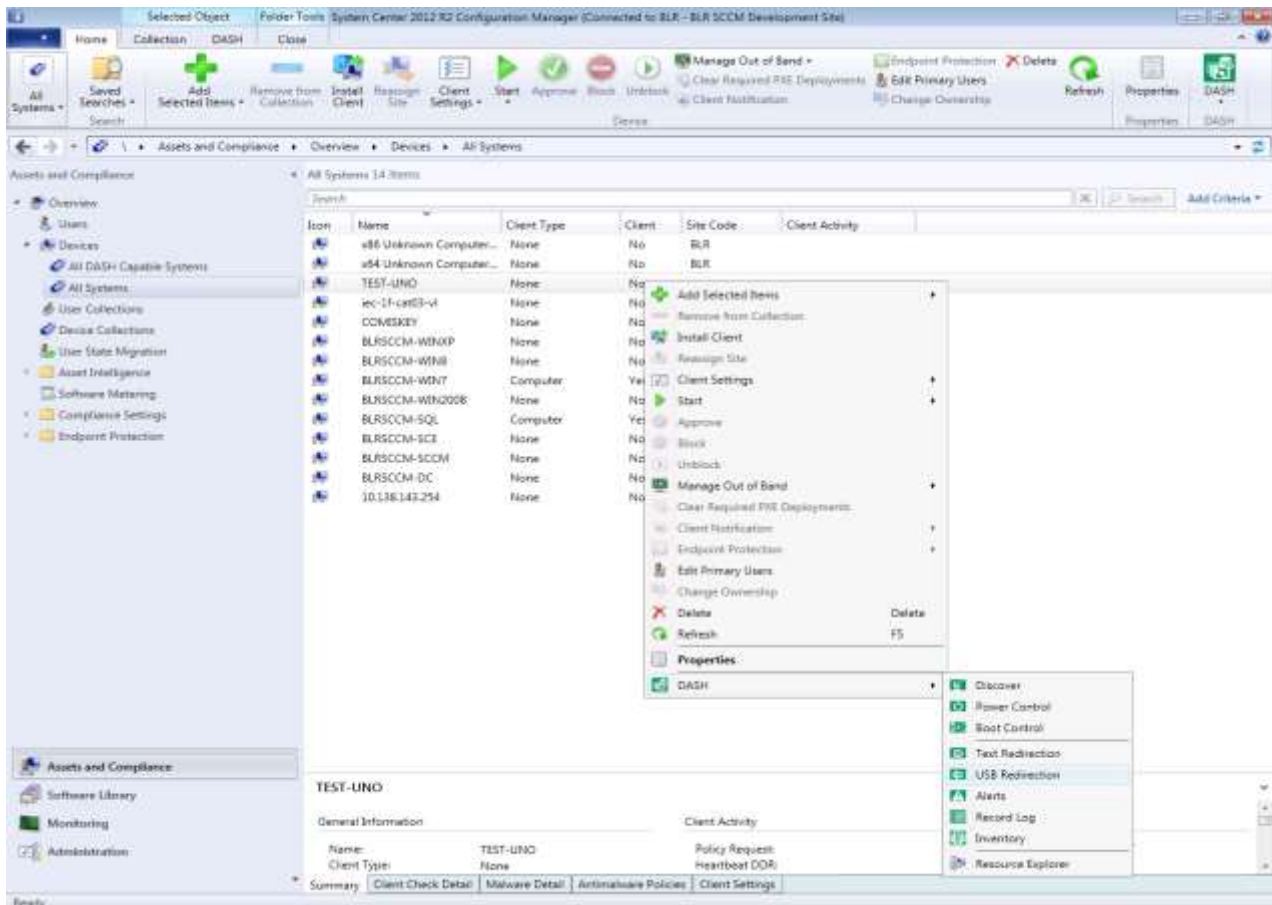 Selected Object Folder Tools System Center 2012 R2 Configuration Manager (Connected to BLR - BLR SCCM Development Site)
Home Collection DASH Close
All Systems Saved Searches Add Selected Items Remove from Collection Install Client Reassign Site Client Settings Start Approve Block Unblock Manage Out of Band Clear Required PXE Deployments Client Notification Endpoint Protection Edit Primary Users Change Ownership Delete Refresh Properties DASH
Search Device Properties DASH
\ Assets and Compliance Overview Devices All Systems
Assets and Compliance
Overview
Users
Devices
All DASH Capable Systems
All Systems
User Collections
Device Collections
User State Migration
Asset Intelligence
Software Metering
Compliance Settings
Endpoint Protection
Assets and Compliance
Software Library
Monitoring
Administration
All Systems 14 items
Search Search Add Criteria
Icon Name Client Type Client Site Code Client Activity
x86 Unknown Computer... None No BLR
x64 Unknown Computer... None No BLR
TEST-UNO None No
iec-1f-cat03-vl None No
COMISKEY None No
BLRSCCM-WINXP None No
BLRSCCM-WIN8 None No
BLRSCCM-WIN7 Computer Yes
BLRSCCM-WIN2008 None No
BLRSCCM-SQL Computer Yes
BLRSCCM-SCE None No
BLRSCCM-SCCM None No
BLRSCCM-DC None No
10.138.143.254 None No
Add Selected Items
Remove from Collection
Install Client
Reassign Site
Client Settings
Start
Approve
Block
Unblock
Manage Out of Band
Clear Required PXE Deployments
Client Notification
Endpoint Protection
Edit Primary Users
Change Ownership
Delete Delete
Refresh F5
Properties
DASH
Discover
Power Control
Boot Control
Text Redirection
USB Redirection
Alerts
Record Log
Inventory
Resource Explorer
TEST-UNO
General Information Client Activity
Name: TEST-UNO Policy Request:
Client Type: None Heartbeat DDR:
Summary Client Check Detail Malware Detail Antimalware Policies Client Settings
Ready